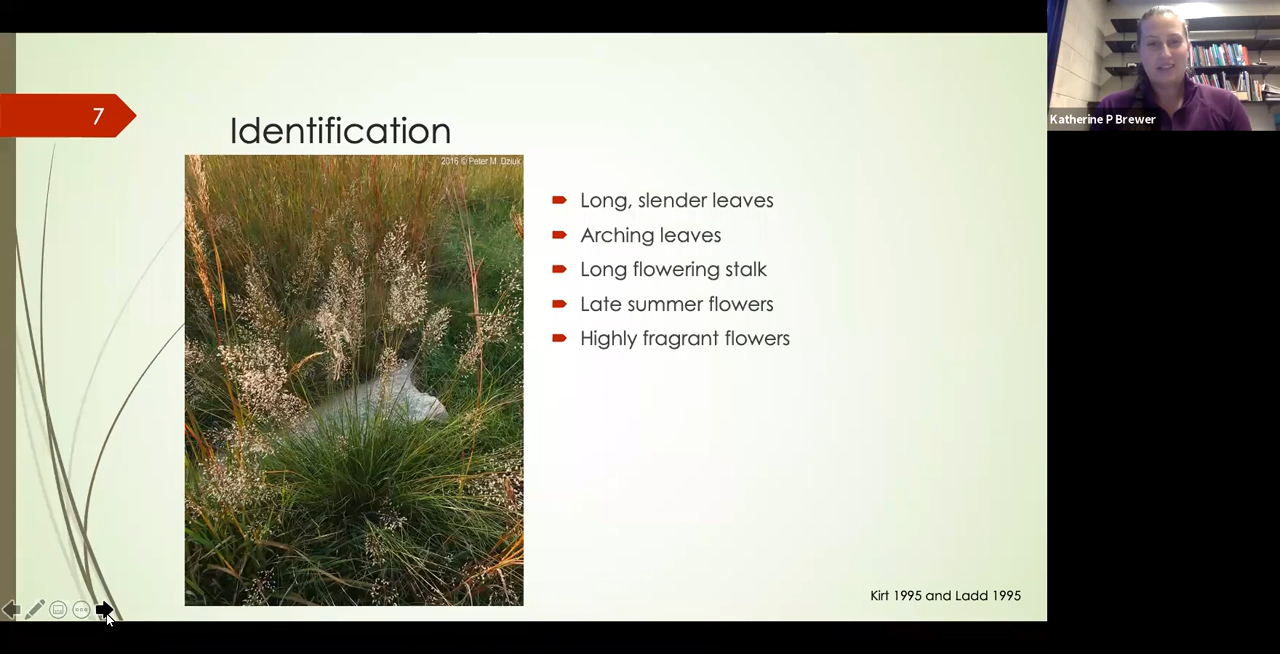 7
Identification
2016 © Peter M. Dziuk
Long, slender leaves
Arching leaves
Long flowering stalk
Late summer flowers
Highly fragrant flowers
Kirt 1995 and Ladd 1995
Katherine P Brewer